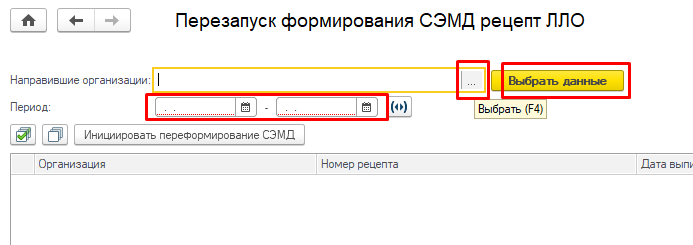 Перезапуск формирования СЭМД рецепт ЛЛО
Направившие организации: ... Выбрать данные
Период: . . - . .
Выбрать (F4)
Инициировать переформирование СЭМД
Организация Номер рецепта Дата выпи